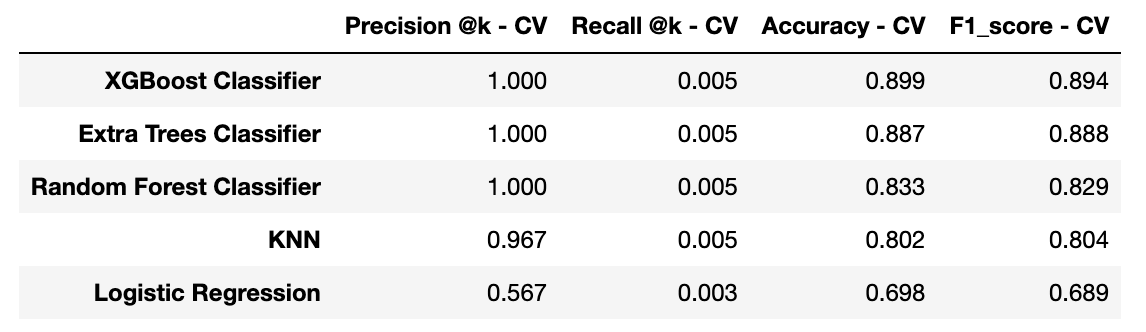 Precision @k - CV Recall @k - CV Accuracy - CV F1_score - CV
XGBoost Classifier 1.000 0.005 0.899 0.894
Extra Trees Classifier 1.000 0.005 0.887 0.888
Random Forest Classifier 1.000 0.005 0.833 0.829
KNN 0.967 0.005 0.802 0.804
Logistic Regression 0.567 0.003 0.698 0.689